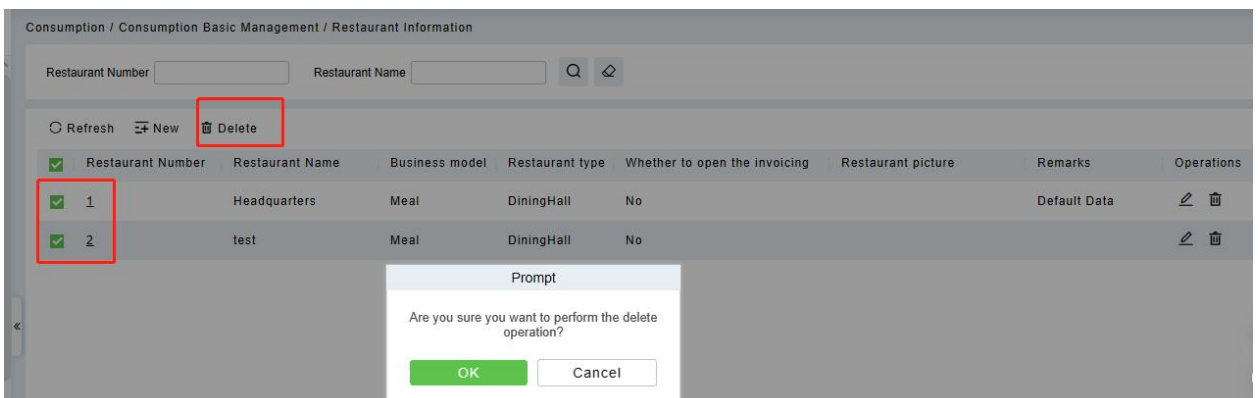 Consumption / Consumption Basic Management / Restaurant Information
Restaurant Number Restaurant Name
Refresh New Delete
Restaurant Number Restaurant Name Business model Restaurant type Whether to open the invoicing Restaurant picture Remarks Operations
1 Headquarters Meal DiningHall No Default Data
2 test Meal DiningHall No
Prompt
Are you sure you want to perform the delete
operation?
OK Cancel